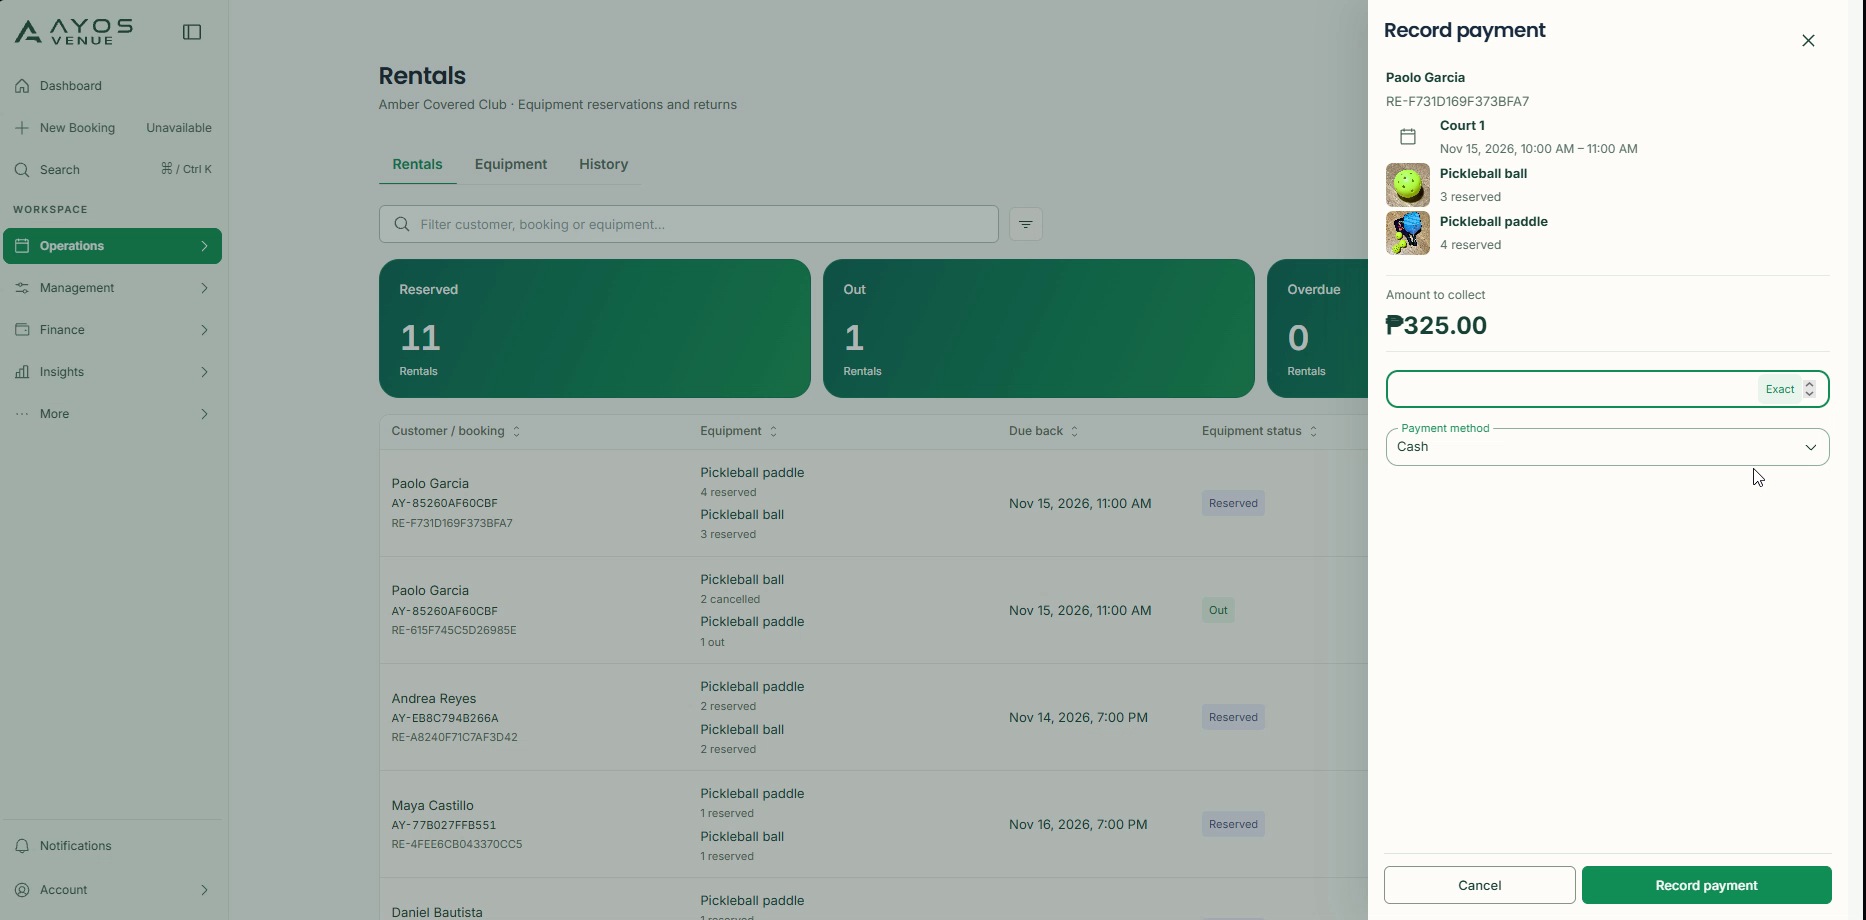 AYOS
VENUE
Dashboard
New Booking Unavailable
Search ⌘ / Ctrl K
WORKSPACE
Operations
Management
Finance
Insights
More
Notifications
Account
Rentals
Amber Covered Club · Equipment reservations and returns
Rentals Equipment History
Filter customer, booking or equipment...
Reserved
11
Rentals
Out
1
Rentals
Overdue
0
Rentals
Customer / booking Equipment Due back Equipment status
Paolo Garcia
AY-85260AF60CBF
RE-F731D169F373BFA7
Pickleball paddle
4 reserved
Pickleball ball
3 reserved
Nov 15, 2026, 11:00 AM
Reserved
Paolo Garcia
AY-85260AF60CBF
RE-615F745C5D26985E
Pickleball ball
2 cancelled
Pickleball paddle
1 out
Nov 15, 2026, 11:00 AM
Out
Andrea Reyes
AY-EB8C794B266A
RE-A8240F71C7AF3D42
Pickleball paddle
2 reserved
Pickleball ball
2 reserved
Nov 14, 2026, 7:00 PM
Reserved
Maya Castillo
AY-77B027FFB551
RE-4FEE6CB043370CC5
Pickleball paddle
1 reserved
Pickleball ball
1 reserved
Nov 16, 2026, 7:00 PM
Reserved
Daniel Bautista
Pickleball paddle
1 reserved
Record payment
Paolo Garcia
RE-F731D169F373BFA7
Court 1
Nov 15, 2026, 10:00 AM – 11:00 AM
Pickleball ball
3 reserved
Pickleball paddle
4 reserved
Amount to collect
₱325.00
Exact
Payment method
Cash
Cancel
Record payment